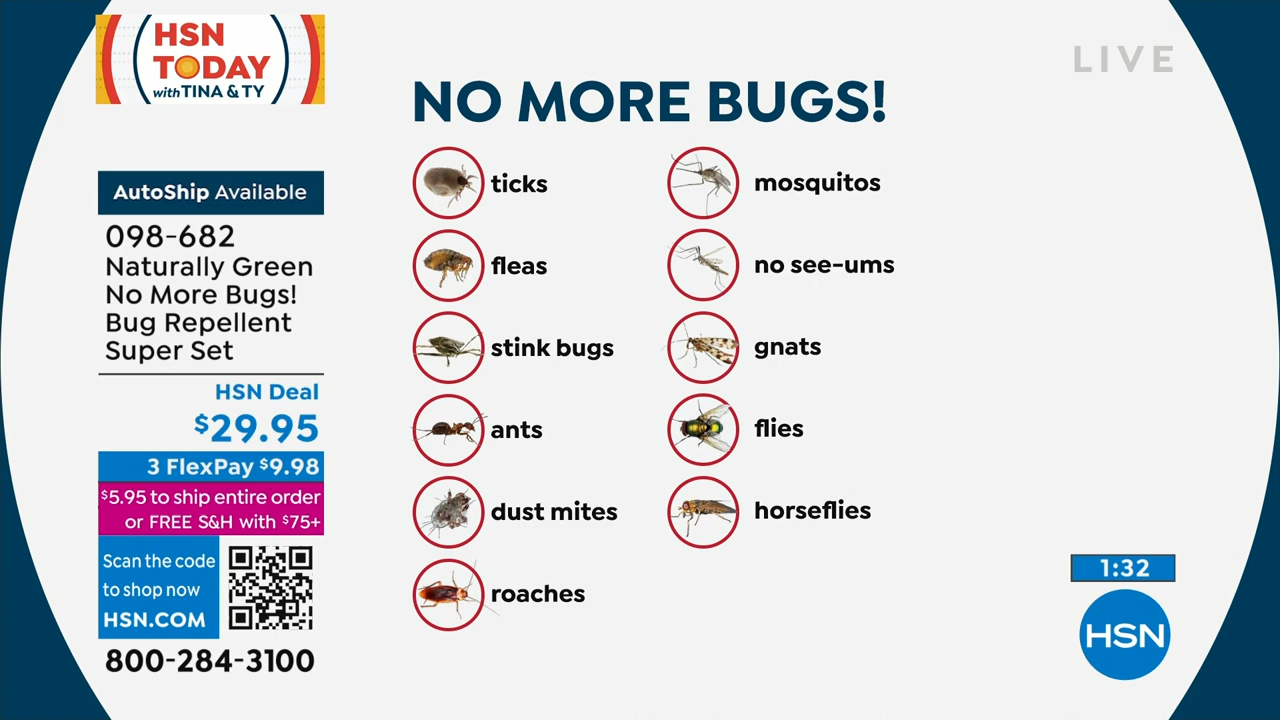 HSN
TODAY
with TINA & TY
LIVE
NO MORE BUGS!
AutoShip Available
098-682
Naturally Green
No More Bugs!
Bug Repellent
Super Set
HSN Deal
$29.95
3 FlexPay $9.98
$5.95 to ship entire order
or FREE S&H with $75+
Scan the code
to shop now
HSN.COM
800-284-3100
ticks
fleas
stink bugs
ants
dust mites
roaches
mosquitos
no see-ums
gnats
flies
horseflies
1:32
HSN